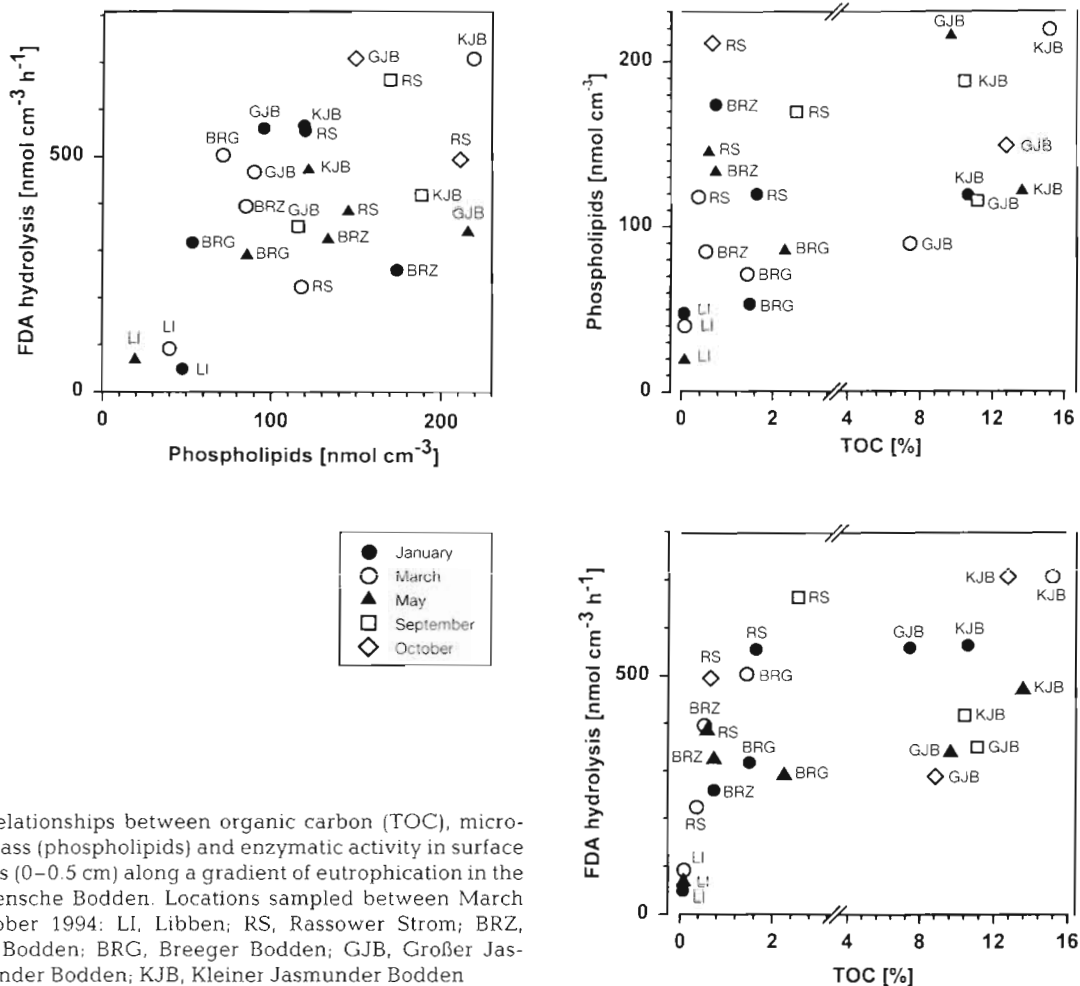 FDA hydrolysis [nmol cm⁻³ h⁻¹]
500
0
0
100
200
Phospholipids [nmol cm⁻³]
KJB
GJB
RS
GJB
KJB
RS
BRG
RS
GJB
KJB
BRZ
GJB
RS
KJB
GJB
BRG
BRZ
BRG
BRZ
RS
LI
LI
LI
Phospholipids [nmol cm⁻³]
200
100
0
0
2
4
8
12
16
TOC [%]
GJB
KJB
RS
KJB
BRZ
RS
RS
GJB
BRZ
KJB
RS
RS
KJB
GJB
BRZ
BRG
GJB
BRG
BRG
LI
LI
LI
January
March
May
September
October
FDA hydrolysis [nmol cm⁻³ h⁻¹]
500
0
0
2
4
8
12
16
TOC [%]
KJB
KJB
RS
RS
GJB
KJB
RS
BRG
KJB
BRZ
RS
KJB
BRZ
BRG
GJB
GJB
BRG
GJB
BRZ
RS
LI
LI
LI
elationships between organic carbon (TOC), micro-
ass (phospholipids) and enzymatic activity in surface
s (0–0.5 cm) along a gradient of eutrophication in the
ensche Bodden. Locations sampled between March
tober 1994: LI, Libben; RS, Rassower Strom; BRZ,
Bodden; BRG, Breeger Bodden; GJB, Großer Jas-
nder Bodden; KJB, Kleiner Jasmunder Bodden